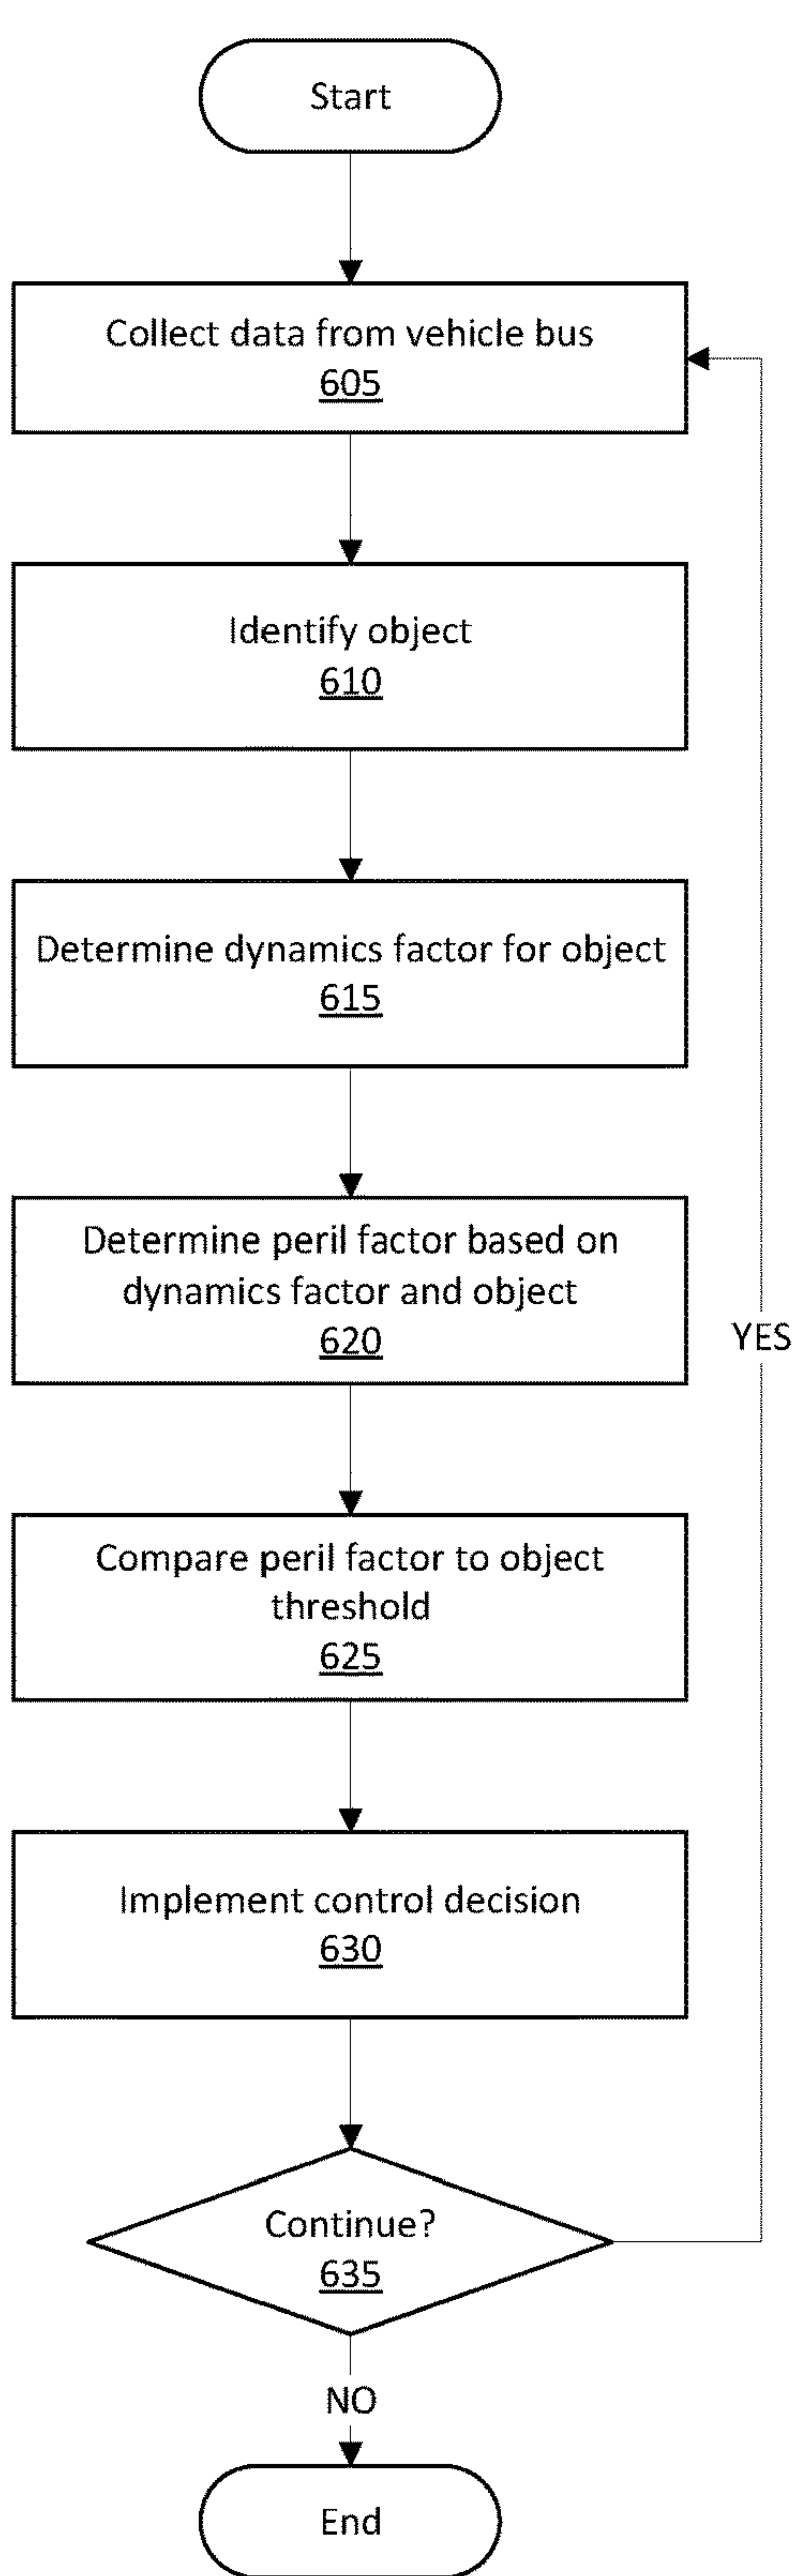 Start
Collect data from vehicle bus
605
Identify object
610
Determine dynamics factor for object
615
Determine peril factor based on
dynamics factor and object
620
YES
Compare peril factor to object
threshold
625
Implement control decision
630
Continue?
635
NO
End